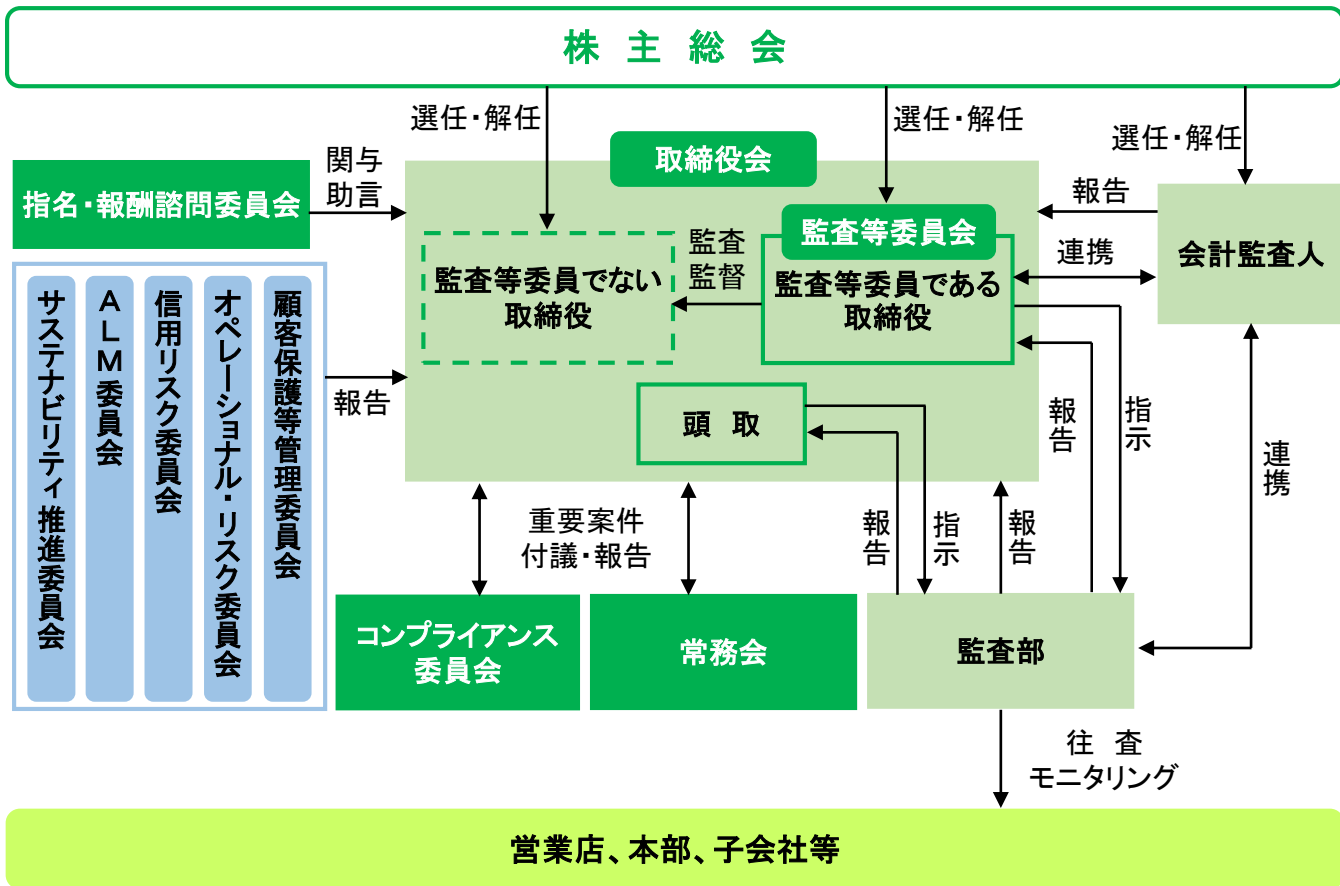 株 主 総 会
選任・解任
選任・解任
選任・解任
取締役会
指名・報酬諮問委員会
関与
助言
監査等委員会
監査等委員でない
取締役
監査
監督
監査等委員である
取締役
報告
連携
会計監査人
サステナビリティ推進委員会
ALM委員会
信用リスク委員会
オペレーショナル・リスク委員会
顧客保護等管理委員会
報告
頭 取
報告
指示
報告
報告
指示
連携
重要案件
付議・報告
コンプライアンス
委員会
常務会
監査部
往 査
モニタリング
営業店、本部、子会社等